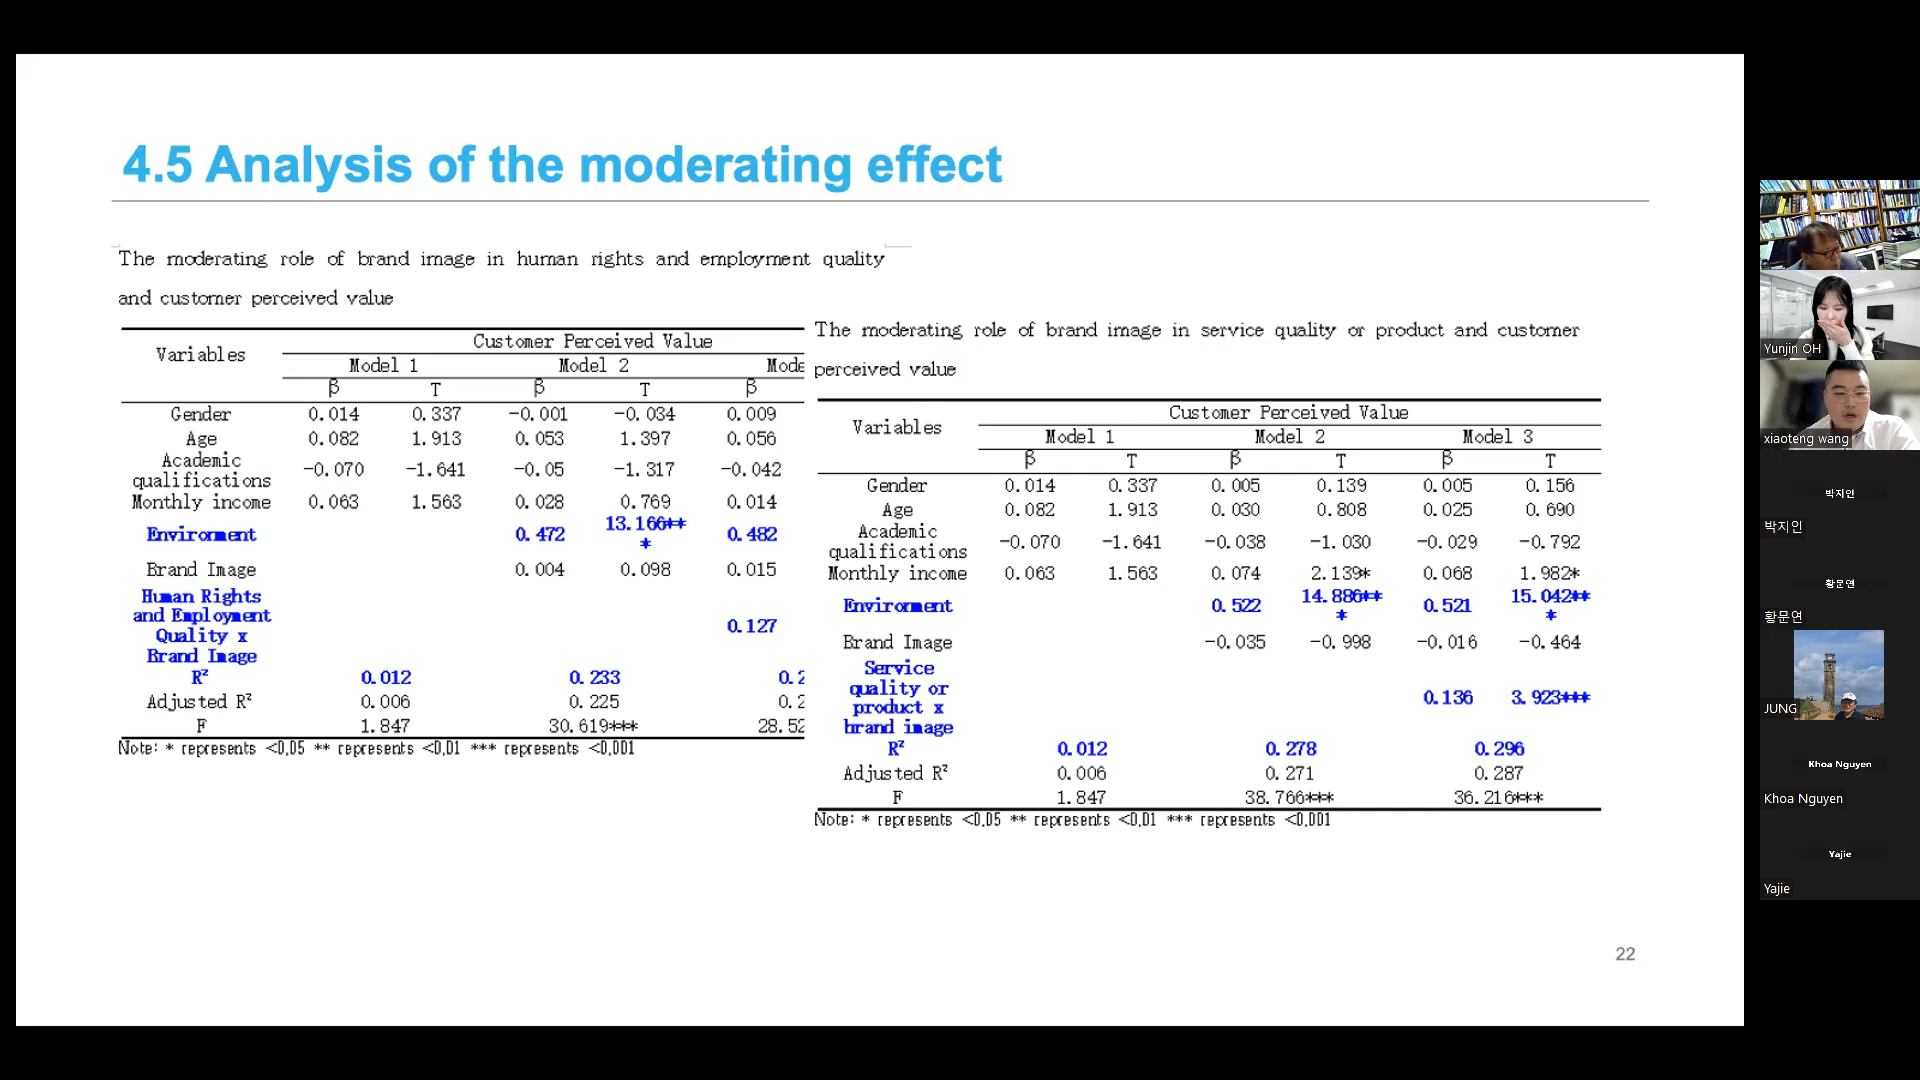 4.5 Analysis of the moderating effect
The moderating role of brand image in human rights and employment quality
and customer perceived value
Variables Customer Perceived Value
Model 1 Model 2 Mode
β T β T β
Gender 0.014 0.337 -0.001 -0.034 0.009
Age 0.082 1.913 0.053 1.397 0.056
Academic
qualifications -0.070 -1.641 -0.05 -1.317 -0.042
Monthly income 0.063 1.563 0.028 0.769 0.014
Environment 0.472 13.166***  0.482
Brand Image 0.004 0.098 0.015
Human Rights
and Employment
Quality x
Brand Image 0.127
R² 0.012 0.233 0.2
Adjusted R² 0.006 0.225 0.2
F 1.847 30.619*** 28.52
Note: * represents <0.05 ** represents <0.01 *** represents <0.001
The moderating role of brand image in service quality or product and customer
perceived value
Variables Customer Perceived Value
Model 1 Model 2 Model 3
β T β T β T
Gender 0.014 0.337 0.005 0.139 0.005 0.156
Age 0.082 1.913 0.030 0.808 0.025 0.690
Academic
qualifications -0.070 -1.641 -0.038 -1.030 -0.029 -0.792
Monthly income 0.063 1.563 0.074 2.139* 0.068 1.982*
Environment 0.522 14.886*** 0.521 15.042***
Brand Image -0.035 -0.998 -0.016 -0.464
Service
quality or
product x
brand image 0.136 3.923***
R² 0.012 0.278 0.296
Adjusted R² 0.006 0.271 0.287
F 1.847 38.766*** 36.216***
Note: * represents <0.05 ** represents <0.01 *** represents <0.001
22
Yunjin OH
xiaoteng wang
박지인
박지인
황문연
황문연
JUNG
Khoa Nguyen
Khoa Nguyen
Yajie
Yajie